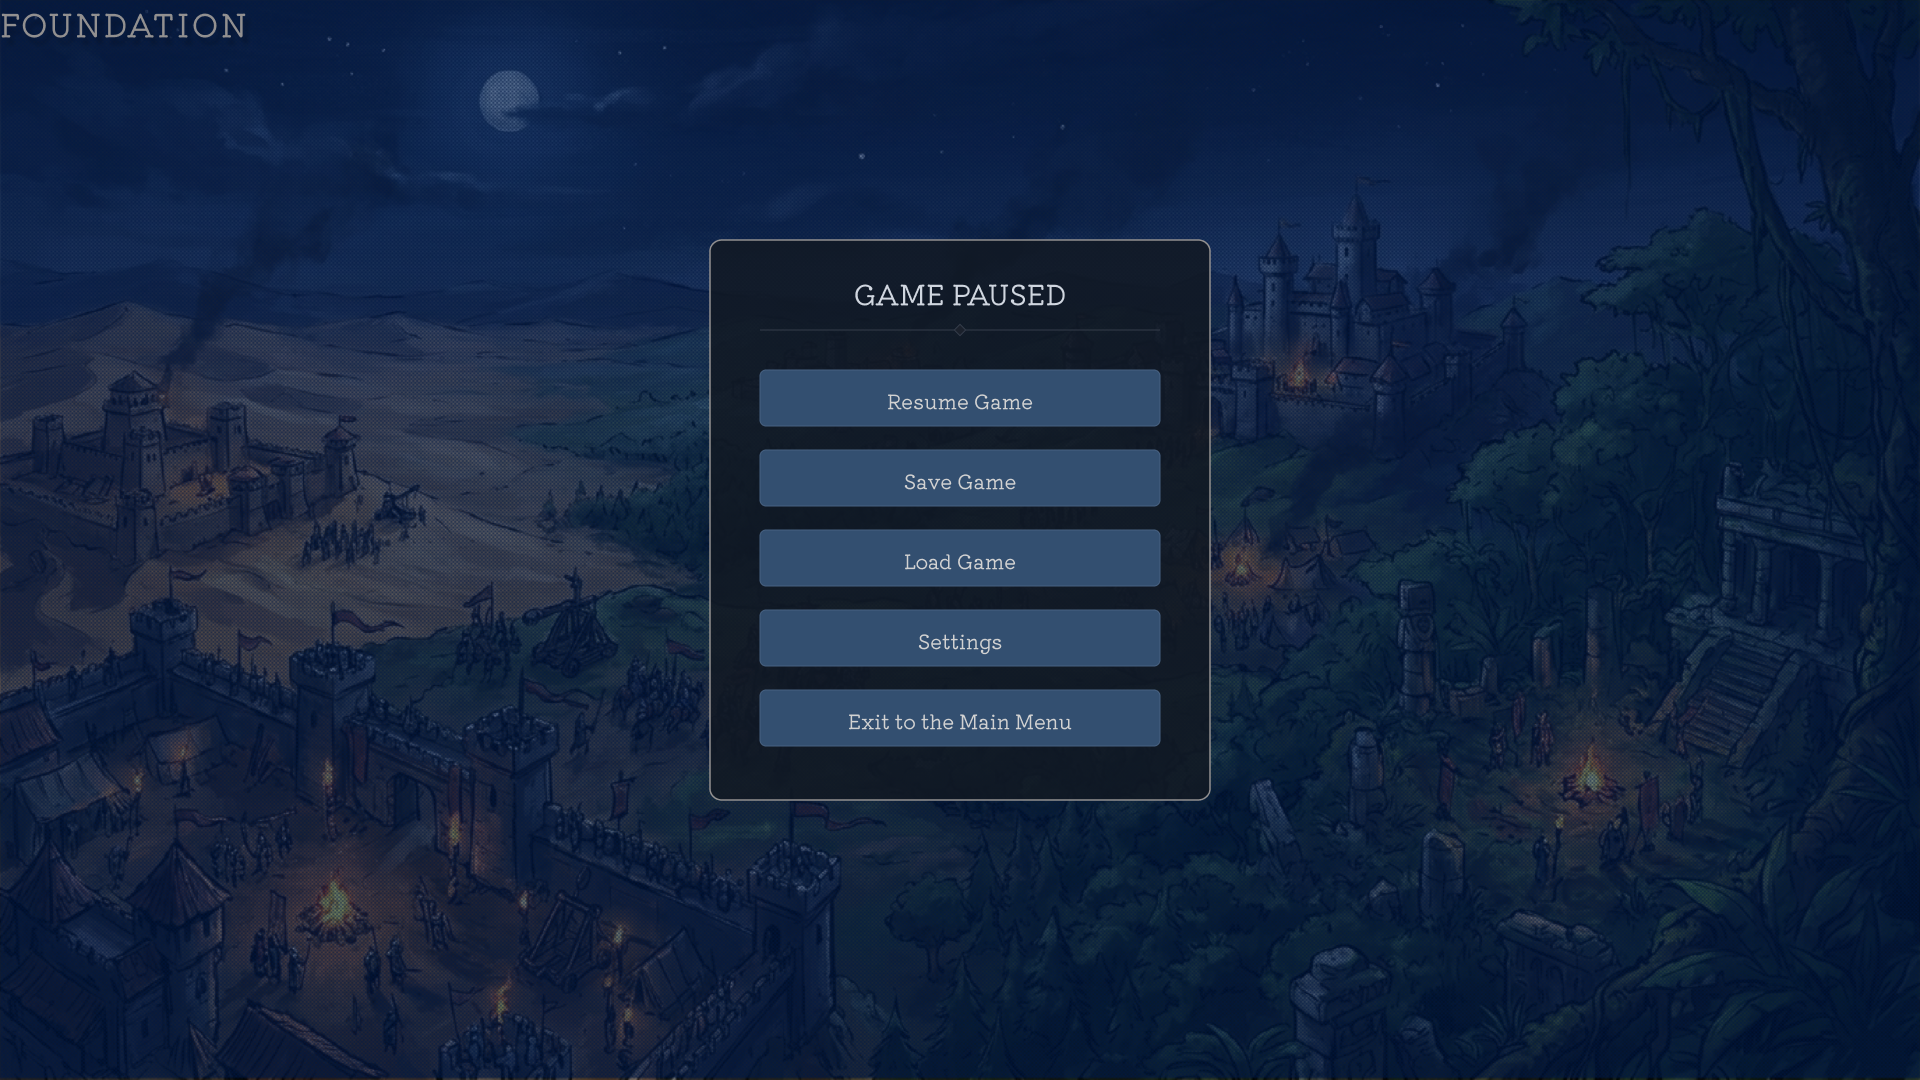 FOUNDATION
GAME PAUSED
Resume Game
Save Game
Load Game
Settings
Exit to the Main Menu